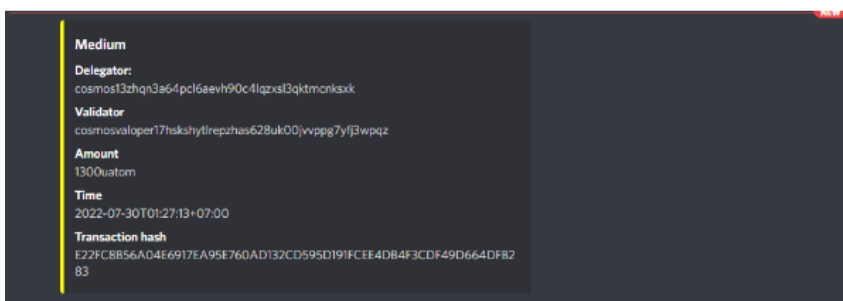 NEW
Medium
Delegator:
cosmos13zhqn3a64pcl6aevh90c4lqzxsl3qktmcnksxk
Validator
cosmosvaloper17hskshytlrepzhas628uk00jvvppg7yfj3wpqz
Amount
1300uatom
Time
2022-07-30T01:27:13+07:00
Transaction hash
E22FC8B56A04E6917EA95E760AD132CD595D191FCEE4DB4F3CDF49D664DFB2
83